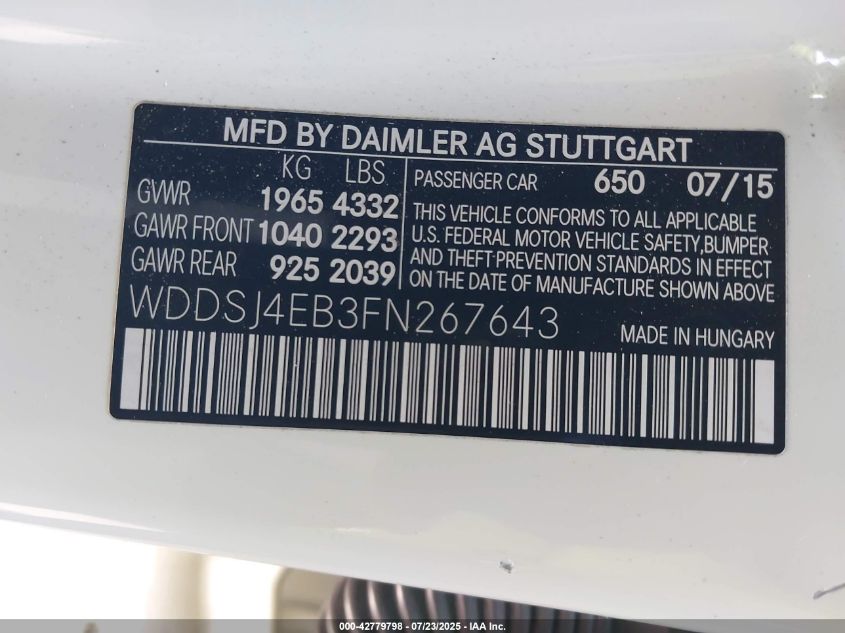 MFD BY DAIMLER AG STUTTGART
KG LBS
GVWR 1965 4332
GAWR FRONT 1040 2293
GAWR REAR 925 2039
PASSENGER CAR 650 07/15
THIS VEHICLE CONFORMS TO ALL APPLICABLE
U.S. FEDERAL MOTOR VEHICLE SAFETY,BUMPER
AND THEFT-PREVENTION STANDARDS IN EFFECT
ON THE DATE OF MANUFACTURE SHOWN ABOVE
WDDSJ4EB3FN267643
MADE IN HUNGARY
000-42779798 - 07/23/2025 - IAA Inc.